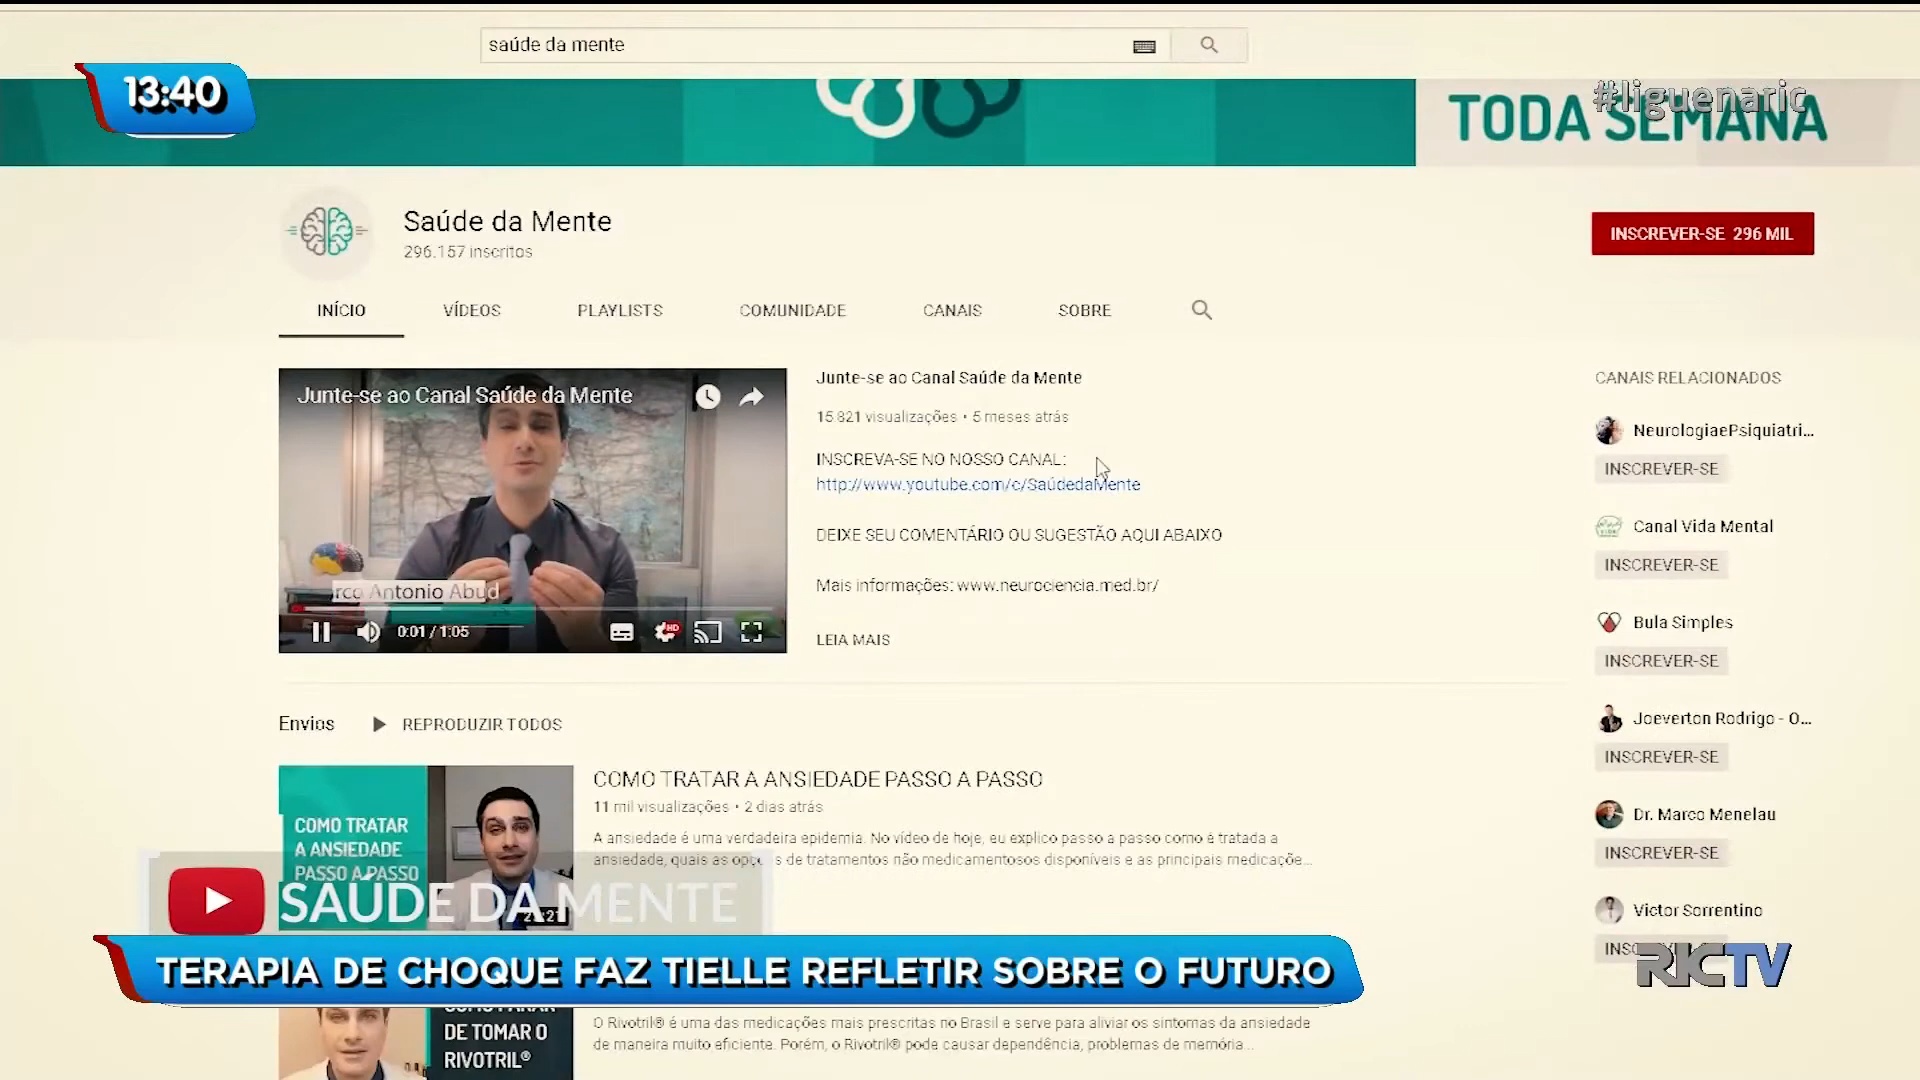 saúde da mente
13:40
#liguenaric
TODA SEMANA
Saúde da Mente
296.157 inscritos
INSCREVER-SE 296 MIL
INÍCIO
VÍDEOS
PLAYLISTS
COMUNIDADE
CANAIS
SOBRE
Junte-se ao Canal Saúde da Mente
rco Antonio Abud
0:01 / 1:05
HD
Junte-se ao Canal Saúde da Mente
15.821 visualizações • 5 meses atrás
INSCREVA-SE NO NOSSO CANAL:
http://www.youtube.com/c/SaúdedaMente
DEIXE SEU COMENTÁRIO OU SUGESTÃO AQUI ABAIXO
Mais informações: www.neurociencia.med.br/
LEIA MAIS
CANAIS RELACIONADOS
NeurologiaePsiquiatri...
INSCREVER-SE
Canal Vida Mental
INSCREVER-SE
Bula Simples
INSCREVER-SE
Joeverton Rodrigo - O...
INSCREVER-SE
Dr. Marco Menelau
INSCREVER-SE
Victor Sorrentino
Envios
REPRODUZIR TODOS
COMO TRATAR
A ANSIEDADE
PASSO A PASSO
COMO TRATAR A ANSIEDADE PASSO A PASSO
11 mil visualizações • 2 dias atrás
A ansiedade é uma verdadeira epidemia. No vídeo de hoje, eu explico passo a passo como é tratada a
ansiedade, quais as opções de tratamentos não medicamentosos disponíveis e as principais medicaçõe...
SAÚDE DA MENTE
TERAPIA DE CHOQUE FAZ TIELLE REFLETIR SOBRE O FUTURO
RICTV
COMO PARAR
DE TOMAR O
RIVOTRIL®
O Rivotril® é uma das medicações mais prescritas no Brasil e serve para aliviar os sintomas da ansiedade
de maneira muito eficiente. Porém, o Rivotril® pode causar dependência, problemas de memória...